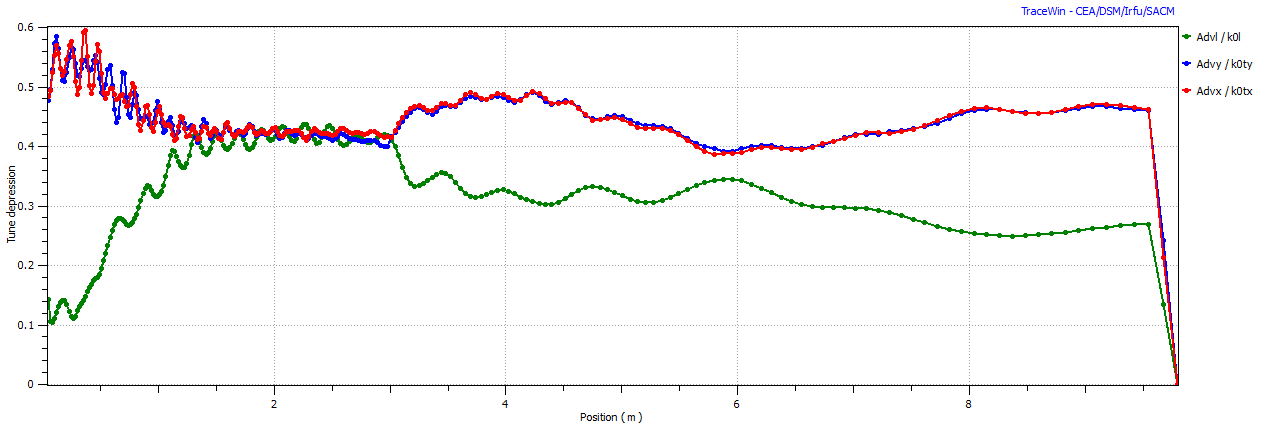 TraceWin - CEA/DSM/Irfu/SACM
Advl / k0l
Advy / k0ty
Advx / k0tx
Tune depression
0.6
0.5
0.4
0.3
0.2
0.1
0
2
4
6
8
Position ( m )